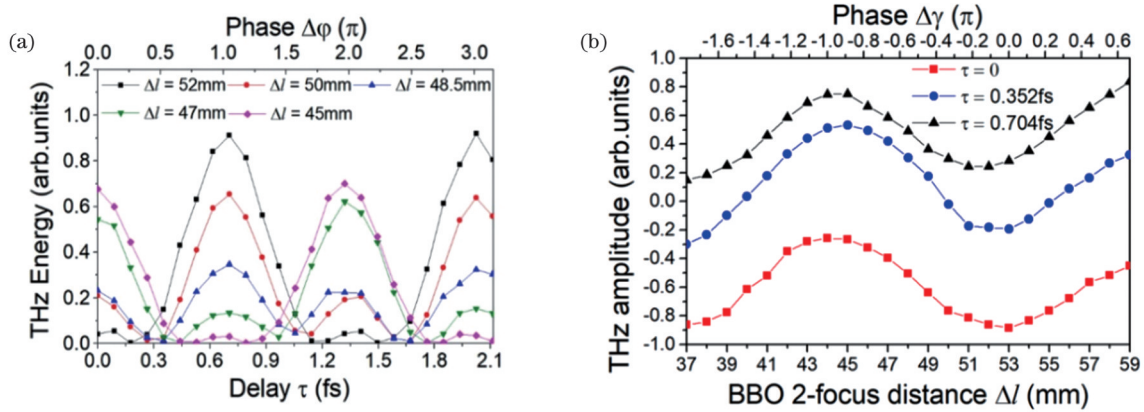 (a)
Phase Δφ (π)
0.0 0.5 1.0 1.5 2.0 2.5 3.0
THz Energy (arb.units)
1.2
1.0
0.8
0.6
0.4
0.2
0.0
Δl = 52mm Δl = 50mm Δl = 48.5mm
Δl = 47mm Δl = 45mm
0.0 0.3 0.6 0.9 1.2 1.5 1.8 2.1
Delay τ (fs)
(b)
Phase Δγ (π)
-1.6 -1.4 -1.2 -1.0 -0.8 -0.6 -0.4 -0.2 0.0 0.2 0.4 0.6
THz amplitude (arb.units)
1.0
0.8
0.6
0.4
0.2
0.0
-0.2
-0.4
-0.6
-0.8
-1.0
τ = 0
τ = 0.352fs
τ = 0.704fs
37 39 41 43 45 47 49 51 53 55 57 59
BBO 2-focus distance Δl (mm)